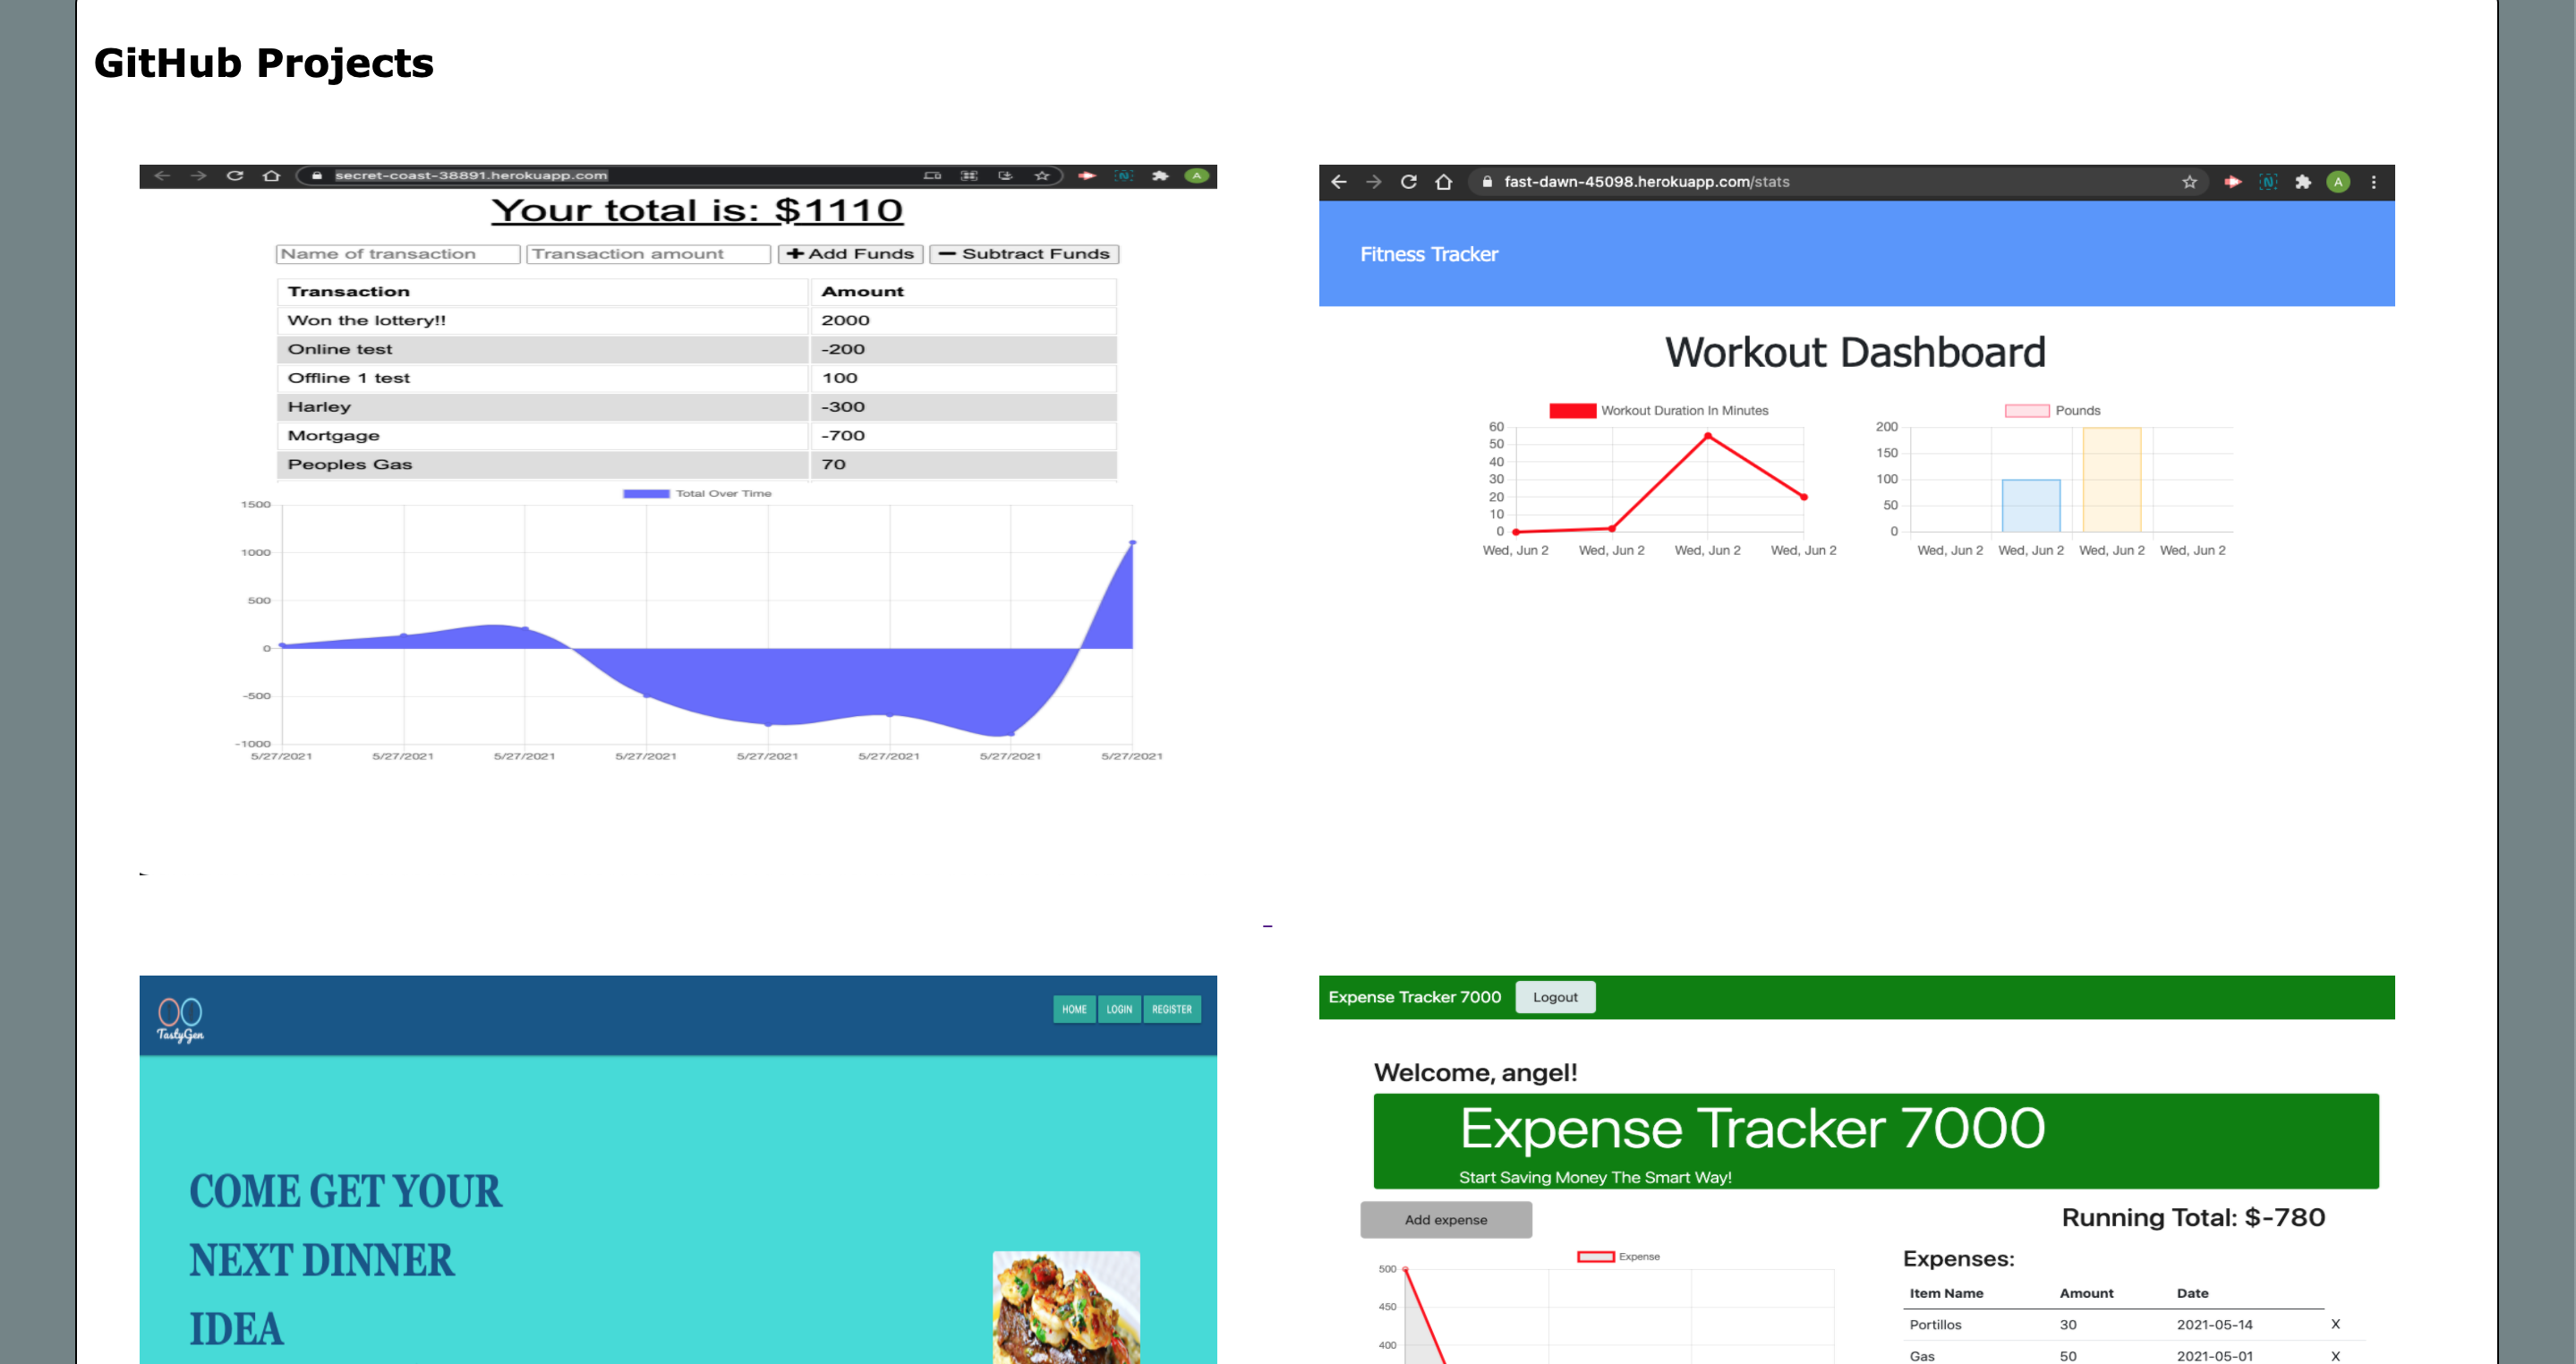 GitHub Projects
secret-coast-38891.herokuapp.com
A
Your total is: $1110
Name of transaction Transaction amount Add Funds Subtract Funds
Transaction Amount
Won the lottery!! 2000
Online test -200
Offline 1 test 100
Harley -300
Mortgage -700
Peoples Gas 70
Total Over Time
1500
1000
500
0
-500
-1000
5/27/2021 5/27/2021 5/27/2021 5/27/2021 5/27/2021 5/27/2021 5/27/2021 5/27/2021
fast-dawn-45098.herokuapp.com/stats
A
Fitness Tracker
Workout Dashboard
Workout Duration In Minutes
60
50
40
30
20
10
0
Wed, Jun 2 Wed, Jun 2 Wed, Jun 2 Wed, Jun 2
Pounds
200
150
100
50
0
Wed, Jun 2 Wed, Jun 2 Wed, Jun 2 Wed, Jun 2
TastyGen
HOME LOGIN REGISTER
COME GET YOUR
NEXT DINNER
IDEA
Expense Tracker 7000 Logout
Welcome, angel!
Expense Tracker 7000
Start Saving Money The Smart Way!
Add expense
Running Total: $-780
Expense
500
450
400
Expenses:
Item Name Amount Date
Portillos 30 2021-05-14 X
Gas 50 2021-05-01 X